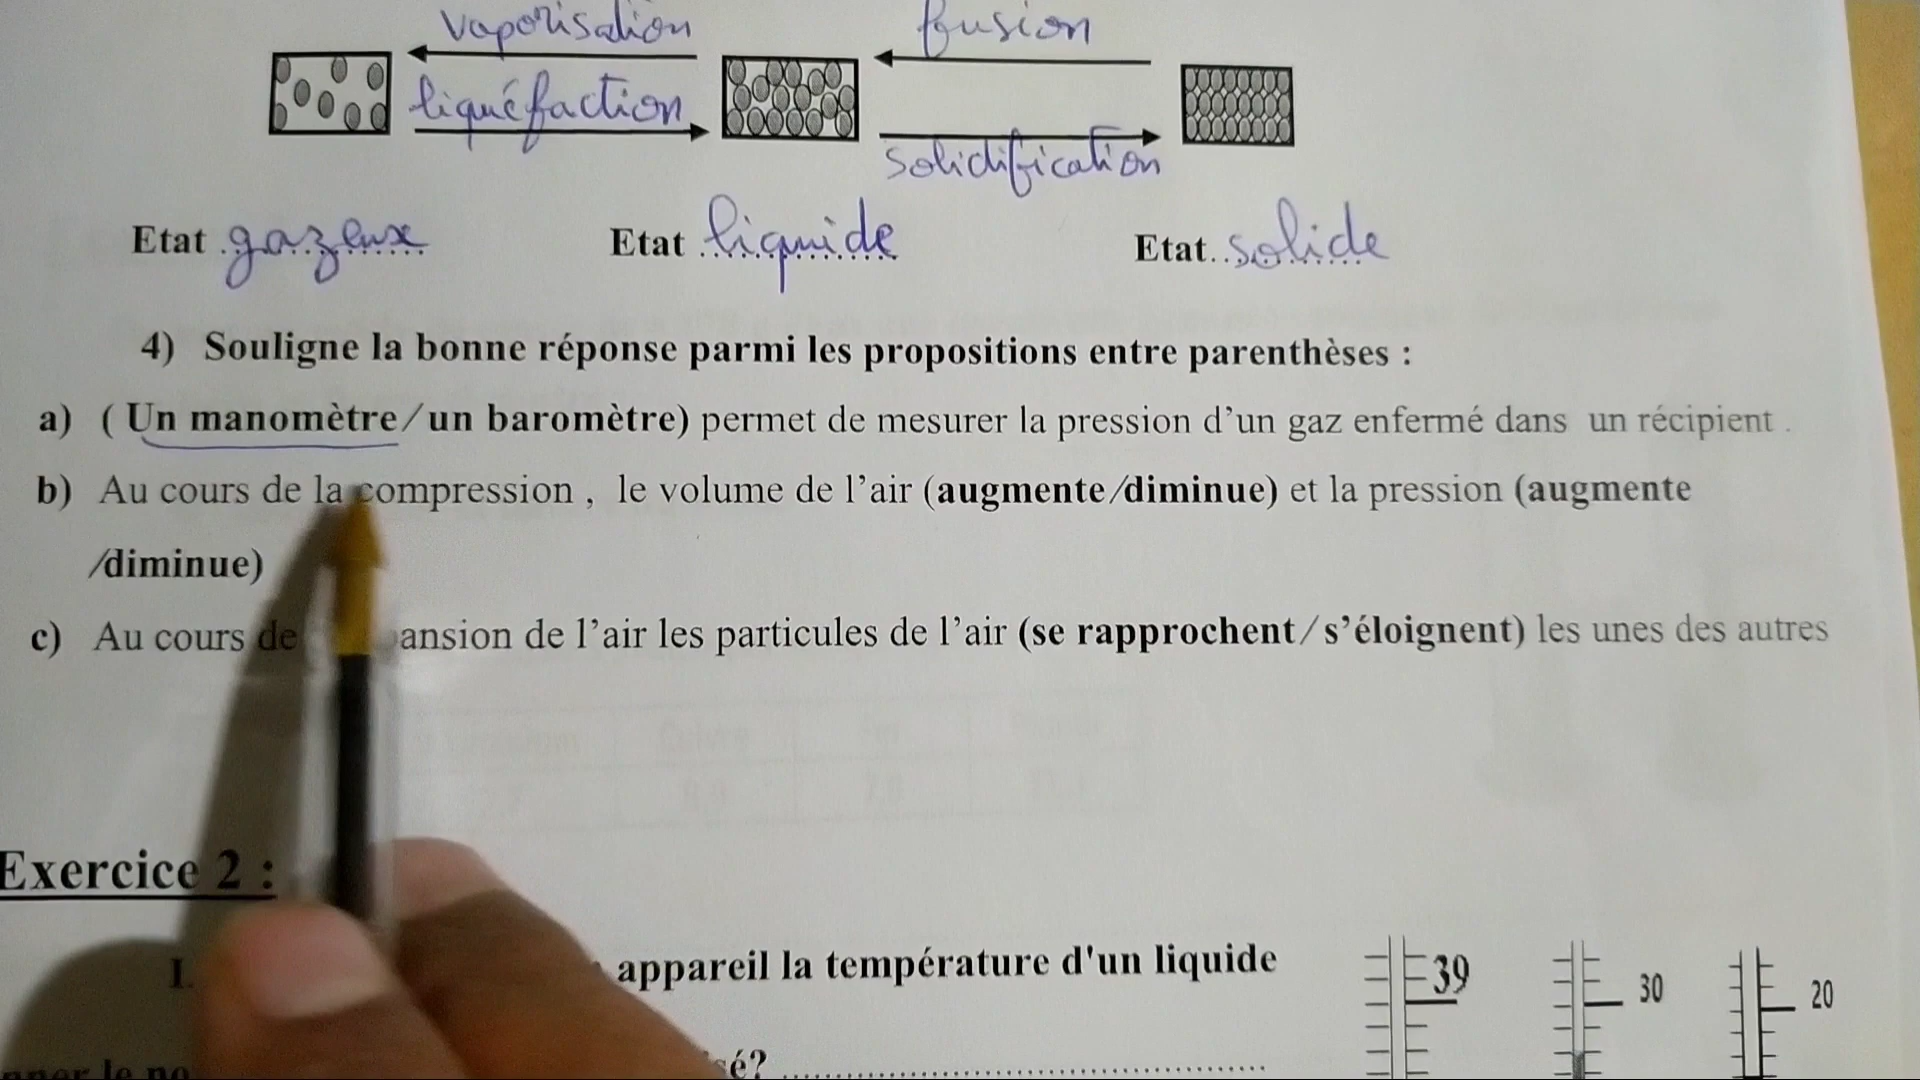 vaporisation fusion
liquéfaction
solidification
Etat gazeux Etat liquide Etat solide
4) Souligne la bonne réponse parmi les propositions entre parenthèses :
a) ( Un manomètre/un baromètre) permet de mesurer la pression d’un gaz enfermé dans un récipient .
b) Au cours de la compression , le volume de l’air (augmente/diminue) et la pression (augmente
/diminue)
c) Au cours de ansion de l’air les particules de l’air (se rapprochent/s’éloignent) les unes des autres
Exercice 2 :
I. appareil la température d'un liquide
39 30 20
é?